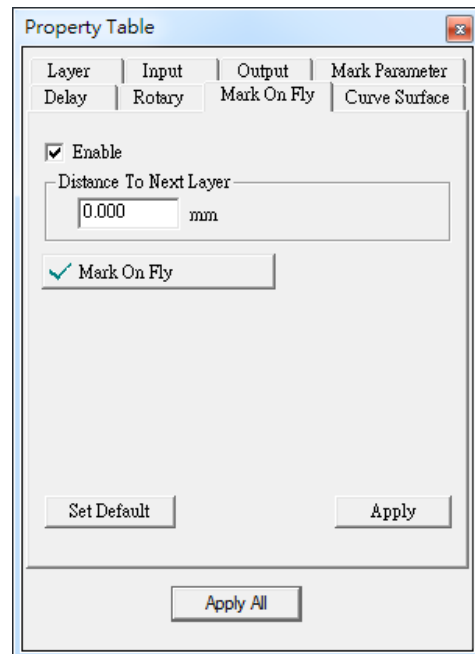 Property Table
Layer Input Output Mark Parameter
Delay Rotary Mark On Fly Curve Surface
Enable
Distance To Next Layer
0.000 mm
Mark On Fly
Set Default Apply
Apply All